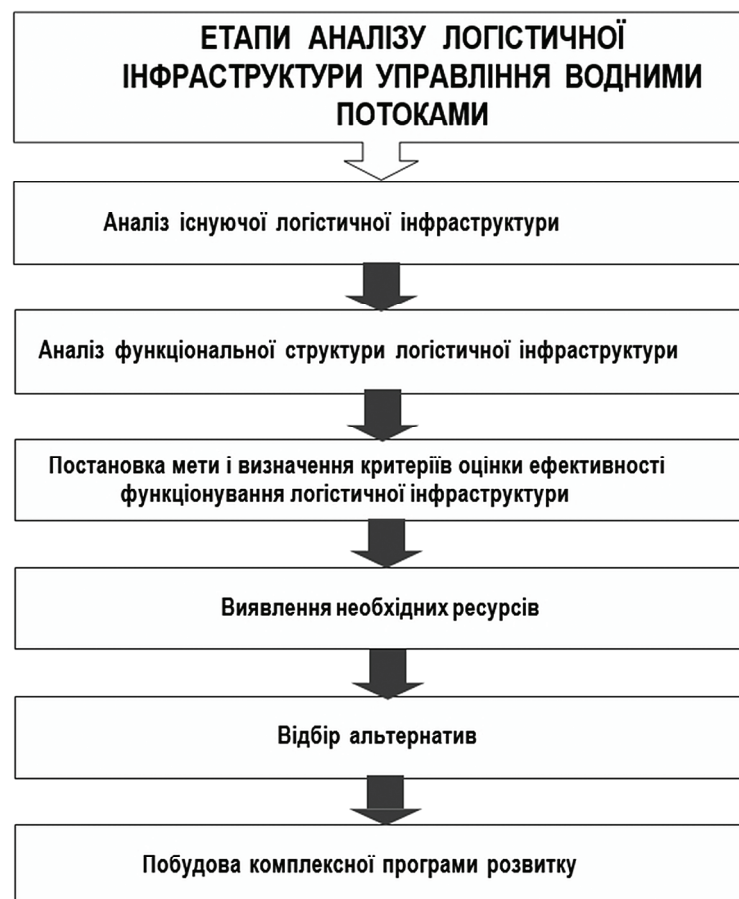 ЕТАПИ АНАЛІЗУ ЛОГІСТИЧНОЇ
ІНФРАСТРУКТУРИ УПРАВЛІННЯ ВОДНИМИ
ПОТОКАМИ
Аналіз існуючої логістичної інфраструктури
Аналіз функціональної структури логістичної інфраструктури
Постановка мети і визначення критеріїв оцінки ефективності
функціонування логістичної інфраструктури
Виявлення необхідних ресурсів
Відбір альтернатив
Побудова комплексної програми розвитку